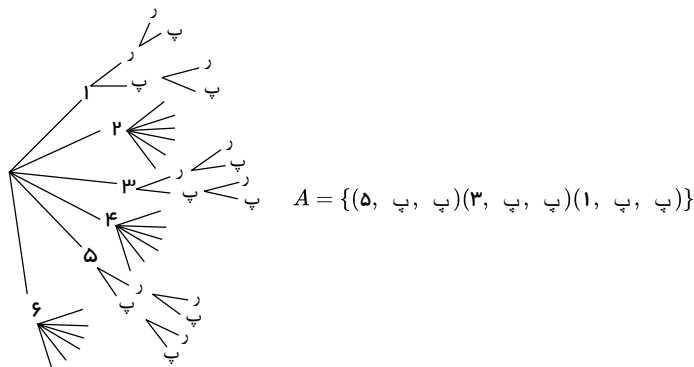 ر
پ
ر
ر
۱ پ
پ
۲
ر
پ
ر
ر
۳ پ
پ
A = {(۵, پ, پ)(۳, پ, پ)(۱, پ, پ)}
۴
۵
ر
ر
پ
۶
پ
ر
پ